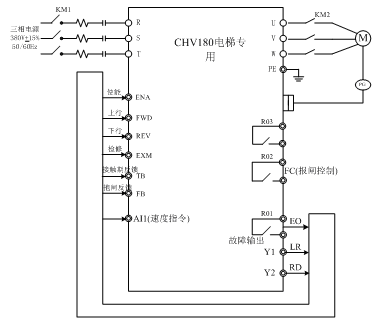 KM1
三相电源
380V±15%
50/60Hz
R
S
T
CHV180电梯专用
U
V
W
PE
KM2
M
PG
使能
ENA
上行
FWD
下行
REV
检修
EXM
接触期反馈
TB
抱闸反馈
FB
AI1(速度指令)
R03
R02
FC(报闸控制)
R01
故障输出
EO
Y1
LR
Y2
RD